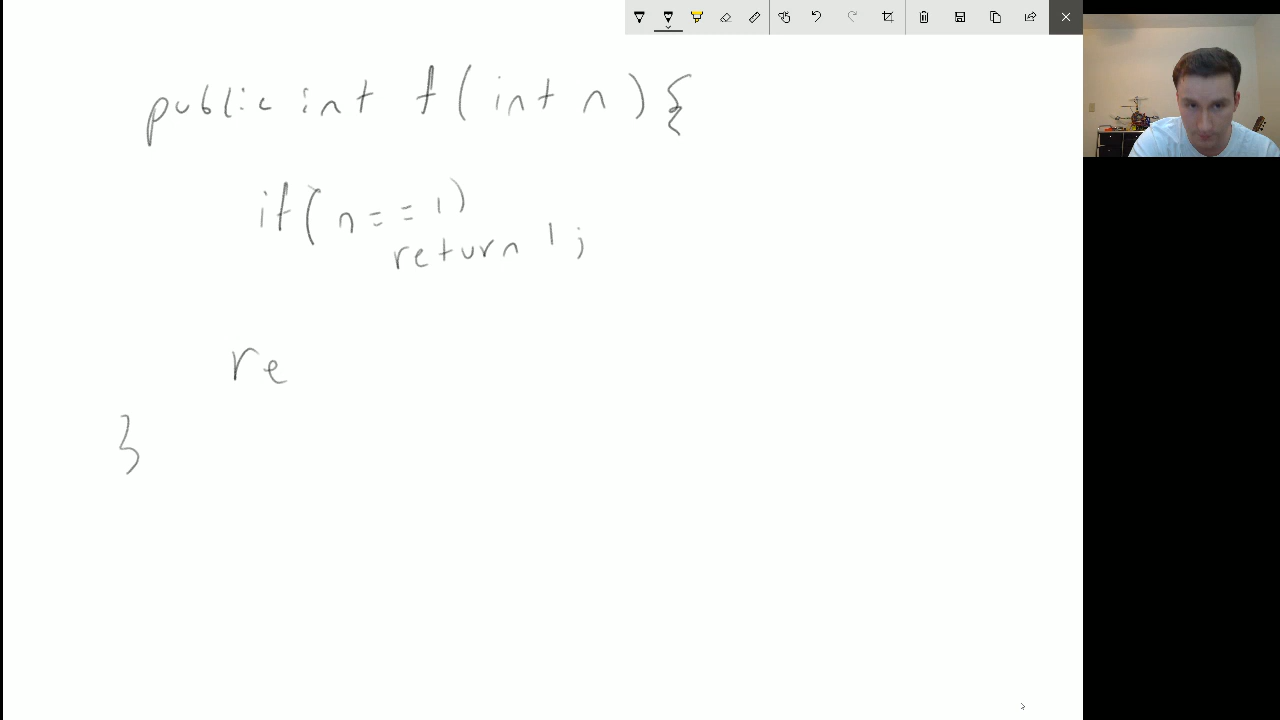 public int f(int n){
if(n==1)
return 1;
re
}